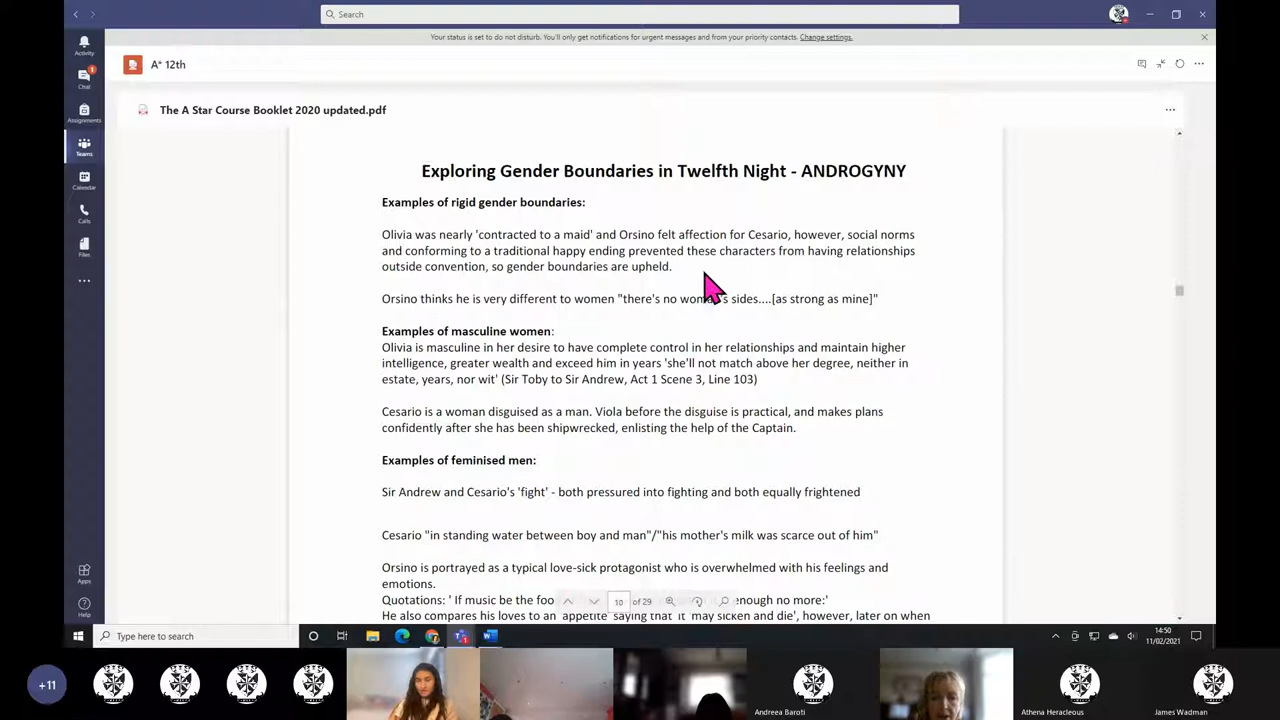 Search
Your status is set to do not disturb. You'll only get notifications for urgent messages and from your priority contacts. Change settings.
Activity
Chat
1
Assignments
Teams
Calendar
Calls
Files
Apps
Help
A* 12th
The A Star Course Booklet 2020 updated.pdf
Exploring Gender Boundaries in Twelfth Night - ANDROGYNY
Examples of rigid gender boundaries:
Olivia was nearly 'contracted to a maid' and Orsino felt affection for Cesario, however, social norms
and conforming to a traditional happy ending prevented these characters from having relationships
outside convention, so gender boundaries are upheld.
Orsino thinks he is very different to women "there's no woman's sides....[as strong as mine]"
Examples of masculine women:
Olivia is masculine in her desire to have complete control in her relationships and maintain higher
intelligence, greater wealth and exceed him in years 'she'll not match above her degree, neither in
estate, years, nor wit' (Sir Toby to Sir Andrew, Act 1 Scene 3, Line 103)
Cesario is a woman disguised as a man. Viola before the disguise is practical, and makes plans
confidently after she has been shipwrecked, enlisting the help of the Captain.
Examples of feminised men:
Sir Andrew and Cesario's 'fight' - both pressured into fighting and both equally frightened
Cesario "in standing water between boy and man"/"his mother's milk was scarce out of him"
Orsino is portrayed as a typical love-sick protagonist who is overwhelmed with his feelings and
emotions.
Quotations: ' If music be the foo enough no more:'
10 of 29
He also compares his loves to an 'appetite' saying that 'it 'may sicken and die', however, later on when
Type here to search
14:50
11/02/2021
+11
Andreea Baroti
Athena Heracleous
James Wadman